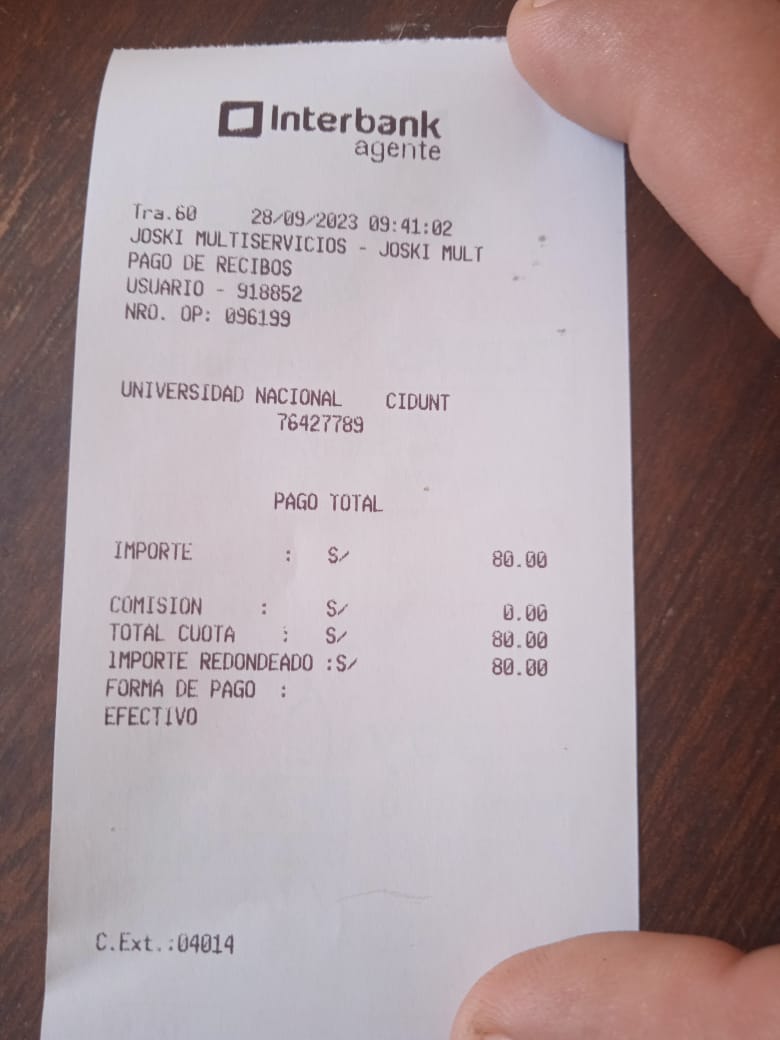 Interbank
agente
Tra.60 28/09/2023 09:41:02
JOSKI MULTISERVICIOS - JOSKI MULT
PAGO DE RECIBOS
USUARIO - 918852
NRO. OP: 096199
UNIVERSIDAD NACIONAL CIDUNT
76427789
PAGO TOTAL
IMPORTE : S/ 80.00
COMISION : S/ 0.00
TOTAL CUOTA : S/ 80.00
IMPORTE REDONDEADO :S/ 80.00
FORMA DE PAGO :
EFECTIVO
C.Ext.:04014